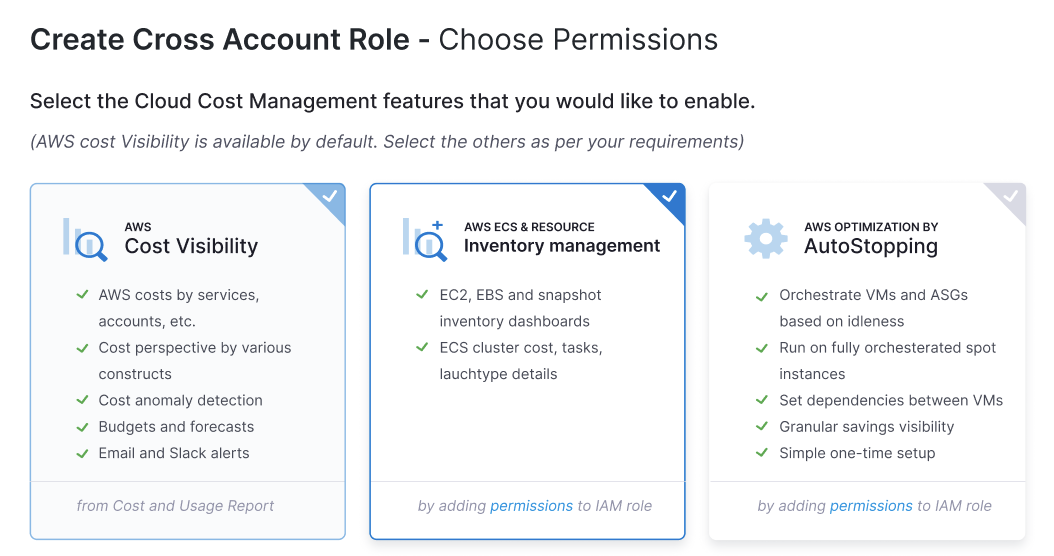 Create Cross Account Role - Choose Permissions
Select the Cloud Cost Management features that you would like to enable.
(AWS cost Visibility is available by default. Select the others as per your requirements)
AWS
Cost Visibility
AWS costs by services,
accounts, etc.
Cost perspective by various
constructs
Cost anomaly detection
Budgets and forecasts
Email and Slack alerts
from Cost and Usage Report
AWS ECS & RESOURCE
Inventory management
EC2, EBS and snapshot
inventory dashboards
ECS cluster cost, tasks,
lauchtype details
by adding permissions to IAM role
AWS OPTIMIZATION BY
AutoStopping
Orchestrate VMs and ASGs
based on idleness
Run on fully orchesterated spot
instances
Set dependencies between VMs
Granular savings visibility
Simple one-time setup
by adding permissions to IAM role